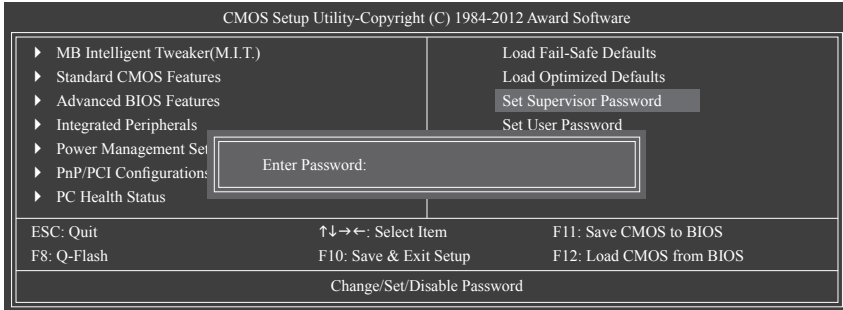 CMOS Setup Utility-Copyright (C) 1984-2012 Award Software
MB Intelligent Tweaker(M.I.T.)
Standard CMOS Features
Advanced BIOS Features
Integrated Peripherals
Power Management Set
PnP/PCI Configurations
PC Health Status
Load Fail-Safe Defaults
Load Optimized Defaults
Set Supervisor Password
Set User Password
Enter Password:
ESC: Quit
↑↓→←: Select Item
F11: Save CMOS to BIOS
F8: Q-Flash
F10: Save & Exit Setup
F12: Load CMOS from BIOS
Change/Set/Disable Password